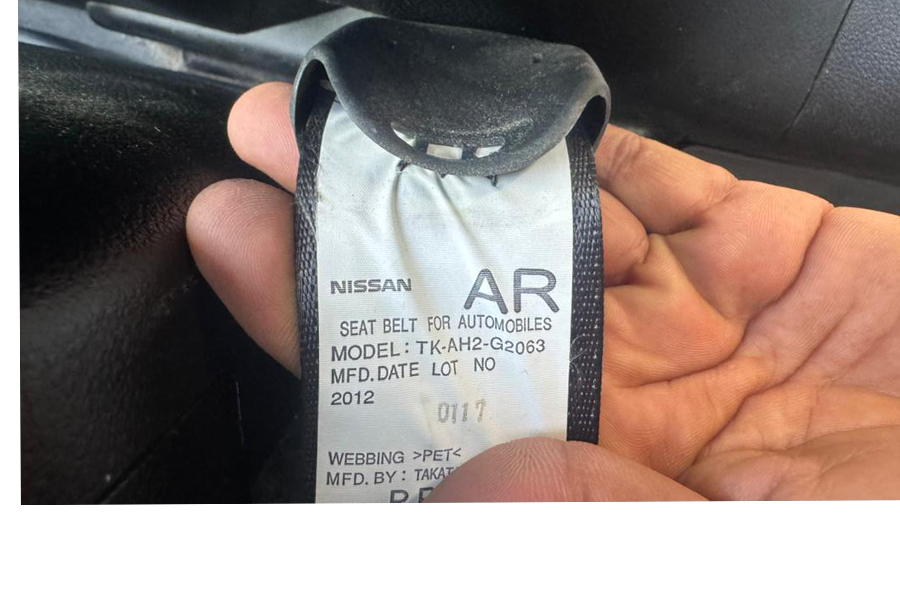 NISSAN AR
SEAT BELT FOR AUTOMOBILES
MODEL: TK-AH2-G2063
MFD. DATE LOT NO
2012
0117
WEBBING >PET<
MFD. BY: TAKAT